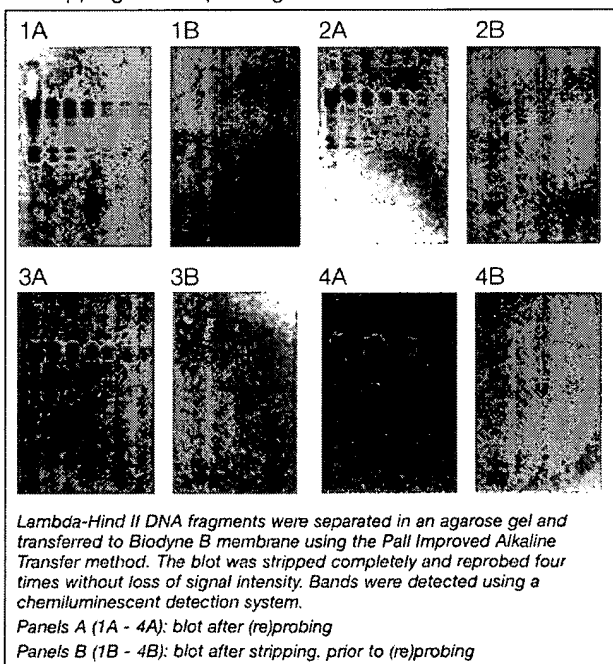 1A 1B 2A 2B
3A 3B 4A 4B
Lambda-Hind II DNA fragments were separated in an agarose gel and
transferred to Biodyne B membrane using the Pall Improved Alkaline
Transfer method. The blot was stripped completely and reprobed four
times without loss of signal intensity. Bands were detected using a
chemiluminescent detection system.
Panels A (1A - 4A): blot after (re)probing
Panels B (1B - 4B): blot after stripping. prior to (re)probing